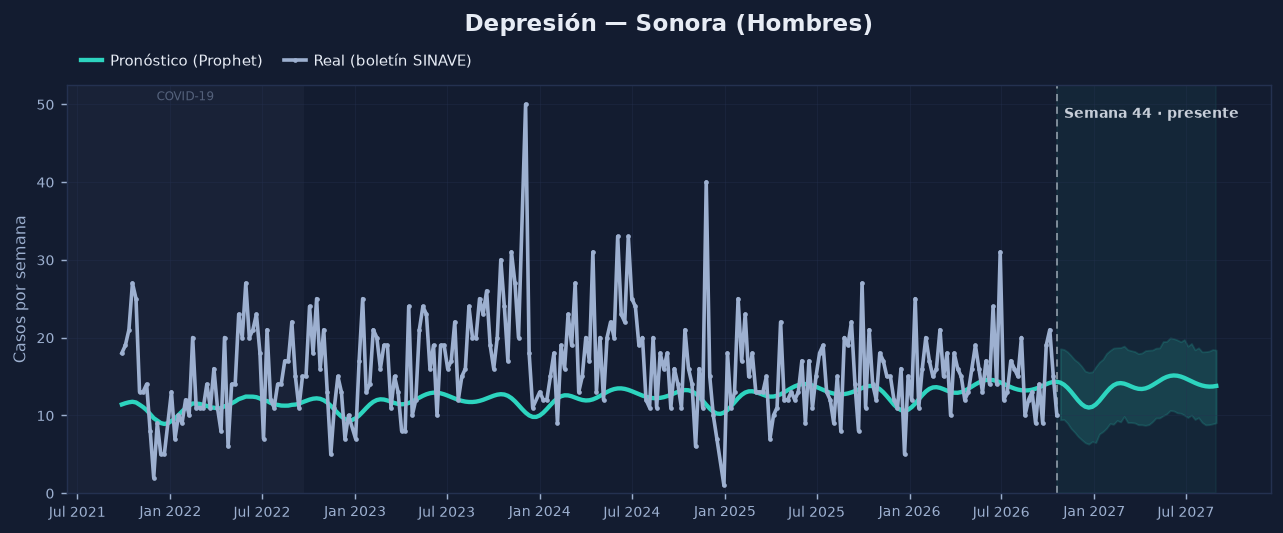 Depresión — Sonora (Hombres)
Pronóstico (Prophet)
Real (boletín SINAVE)
COVID-19
Semana 44 · presente
Casos por semana
50
40
30
20
10
0
Jul 2021
Jan 2022
Jul 2022
Jan 2023
Jul 2023
Jan 2024
Jul 2024
Jan 2025
Jul 2025
Jan 2026
Jul 2026
Jan 2027
Jul 2027